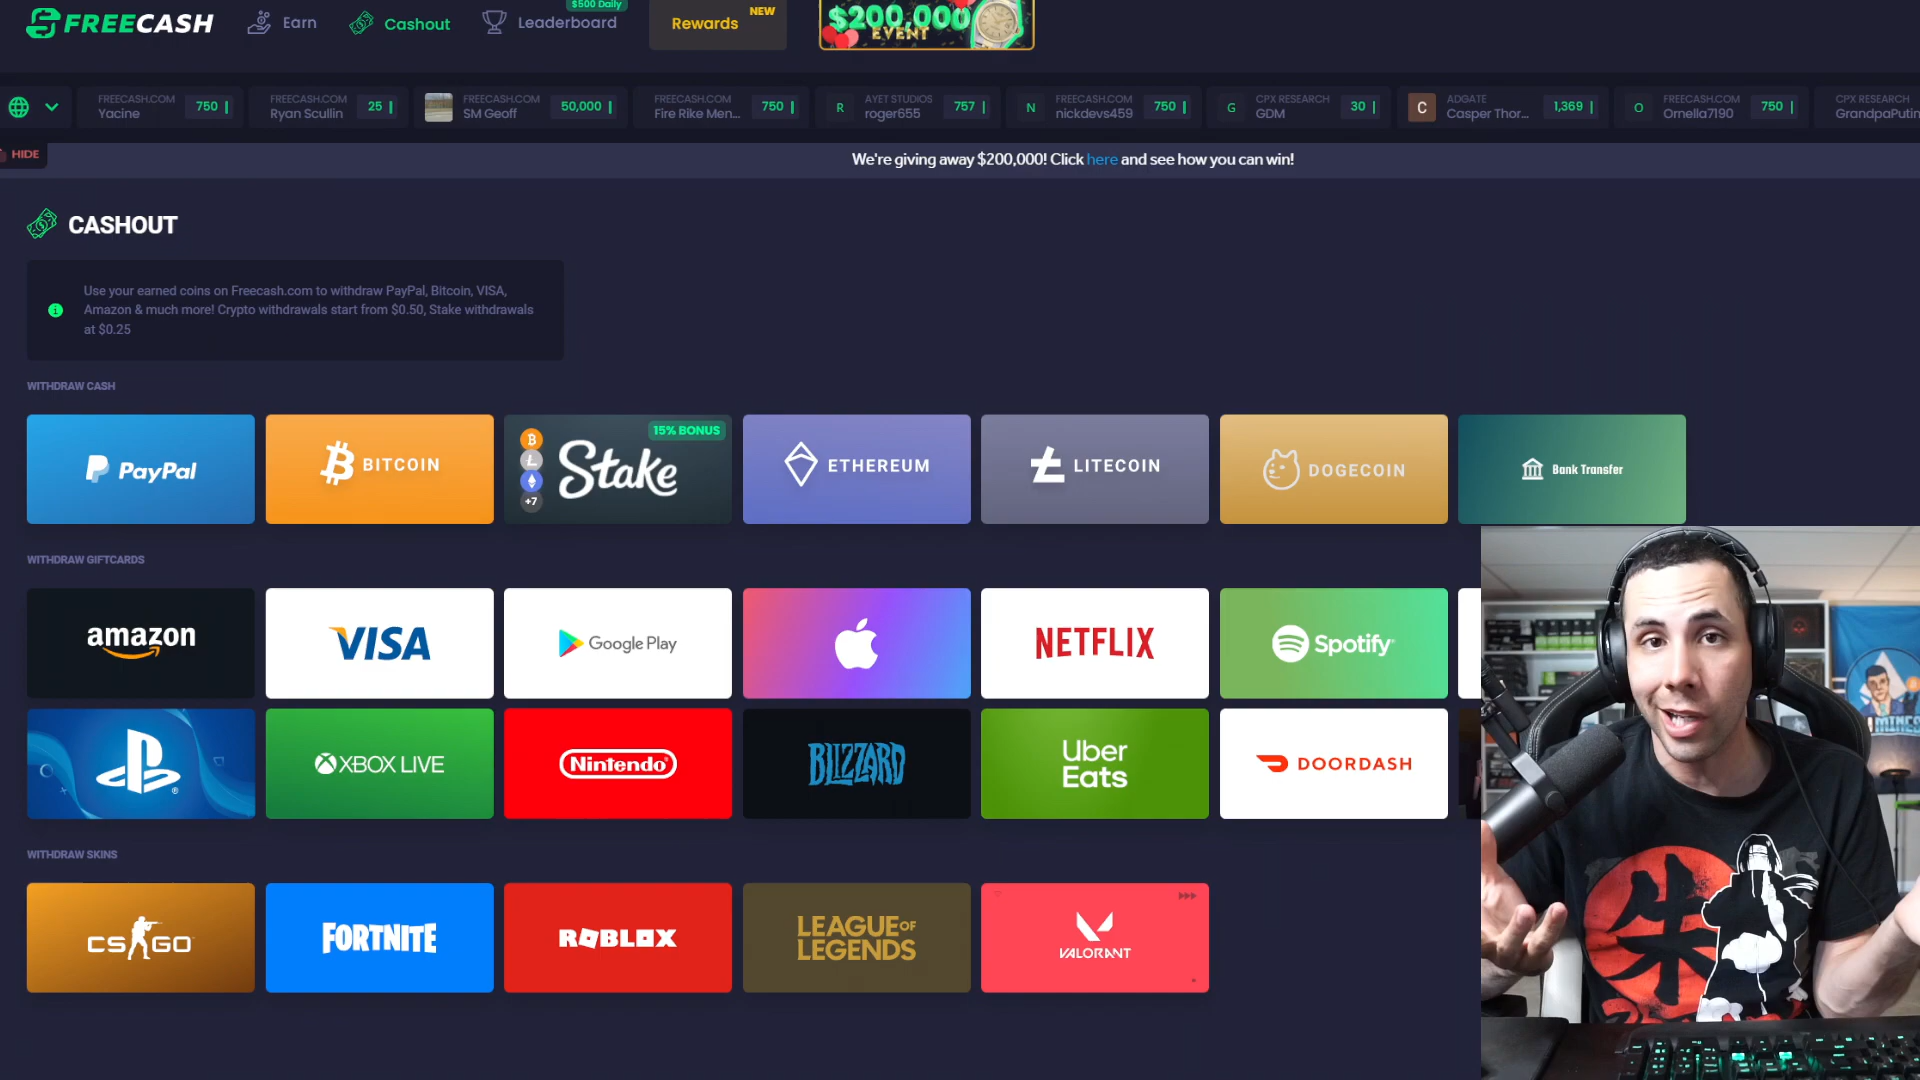 FREECASH
Earn
Cashout
$500 Daily
Leaderboard
Rewards
NEW
$200,000
EVENT
FREECASH.COM
Yacine
750
FREECASH.COM
Ryan Scullin
25
FREECASH.COM
SM Geoff
50,000
FREECASH.COM
Fire Rike Men...
750
R
AYET STUDIOS
roger655
757
N
FREECASH.COM
nickdevs459
750
G
CPX RESEARCH
GDM
30
C
ADGATE
Casper Thor...
1,369
O
FREECASH.COM
Ornella7190
750
CPX RESEARCH
GrandpaPutin
HIDE
We're giving away $200,000! Click here and see how you can win!
CASHOUT
Use your earned coins on Freecash.com to withdraw PayPal, Bitcoin, VISA,
Amazon & much more! Crypto withdrawals start from $0.50, Stake withdrawals
at $0.25
WITHDRAW CASH
PayPal
BITCOIN
15% BONUS
+7
Stake
ETHEREUM
LITECOIN
DOGECOIN
Bank Transfer
WITHDRAW GIFTCARDS
amazon
VISA
Google Play
NETFLIX
Spotify
XBOX LIVE
Nintendo
BLIZZARD
Uber
Eats
DOORDASH
WITHDRAW SKINS
CS GO
FORTNITE
ROBLOX
LEAGUE OF
LEGENDS
VALORANT
朱